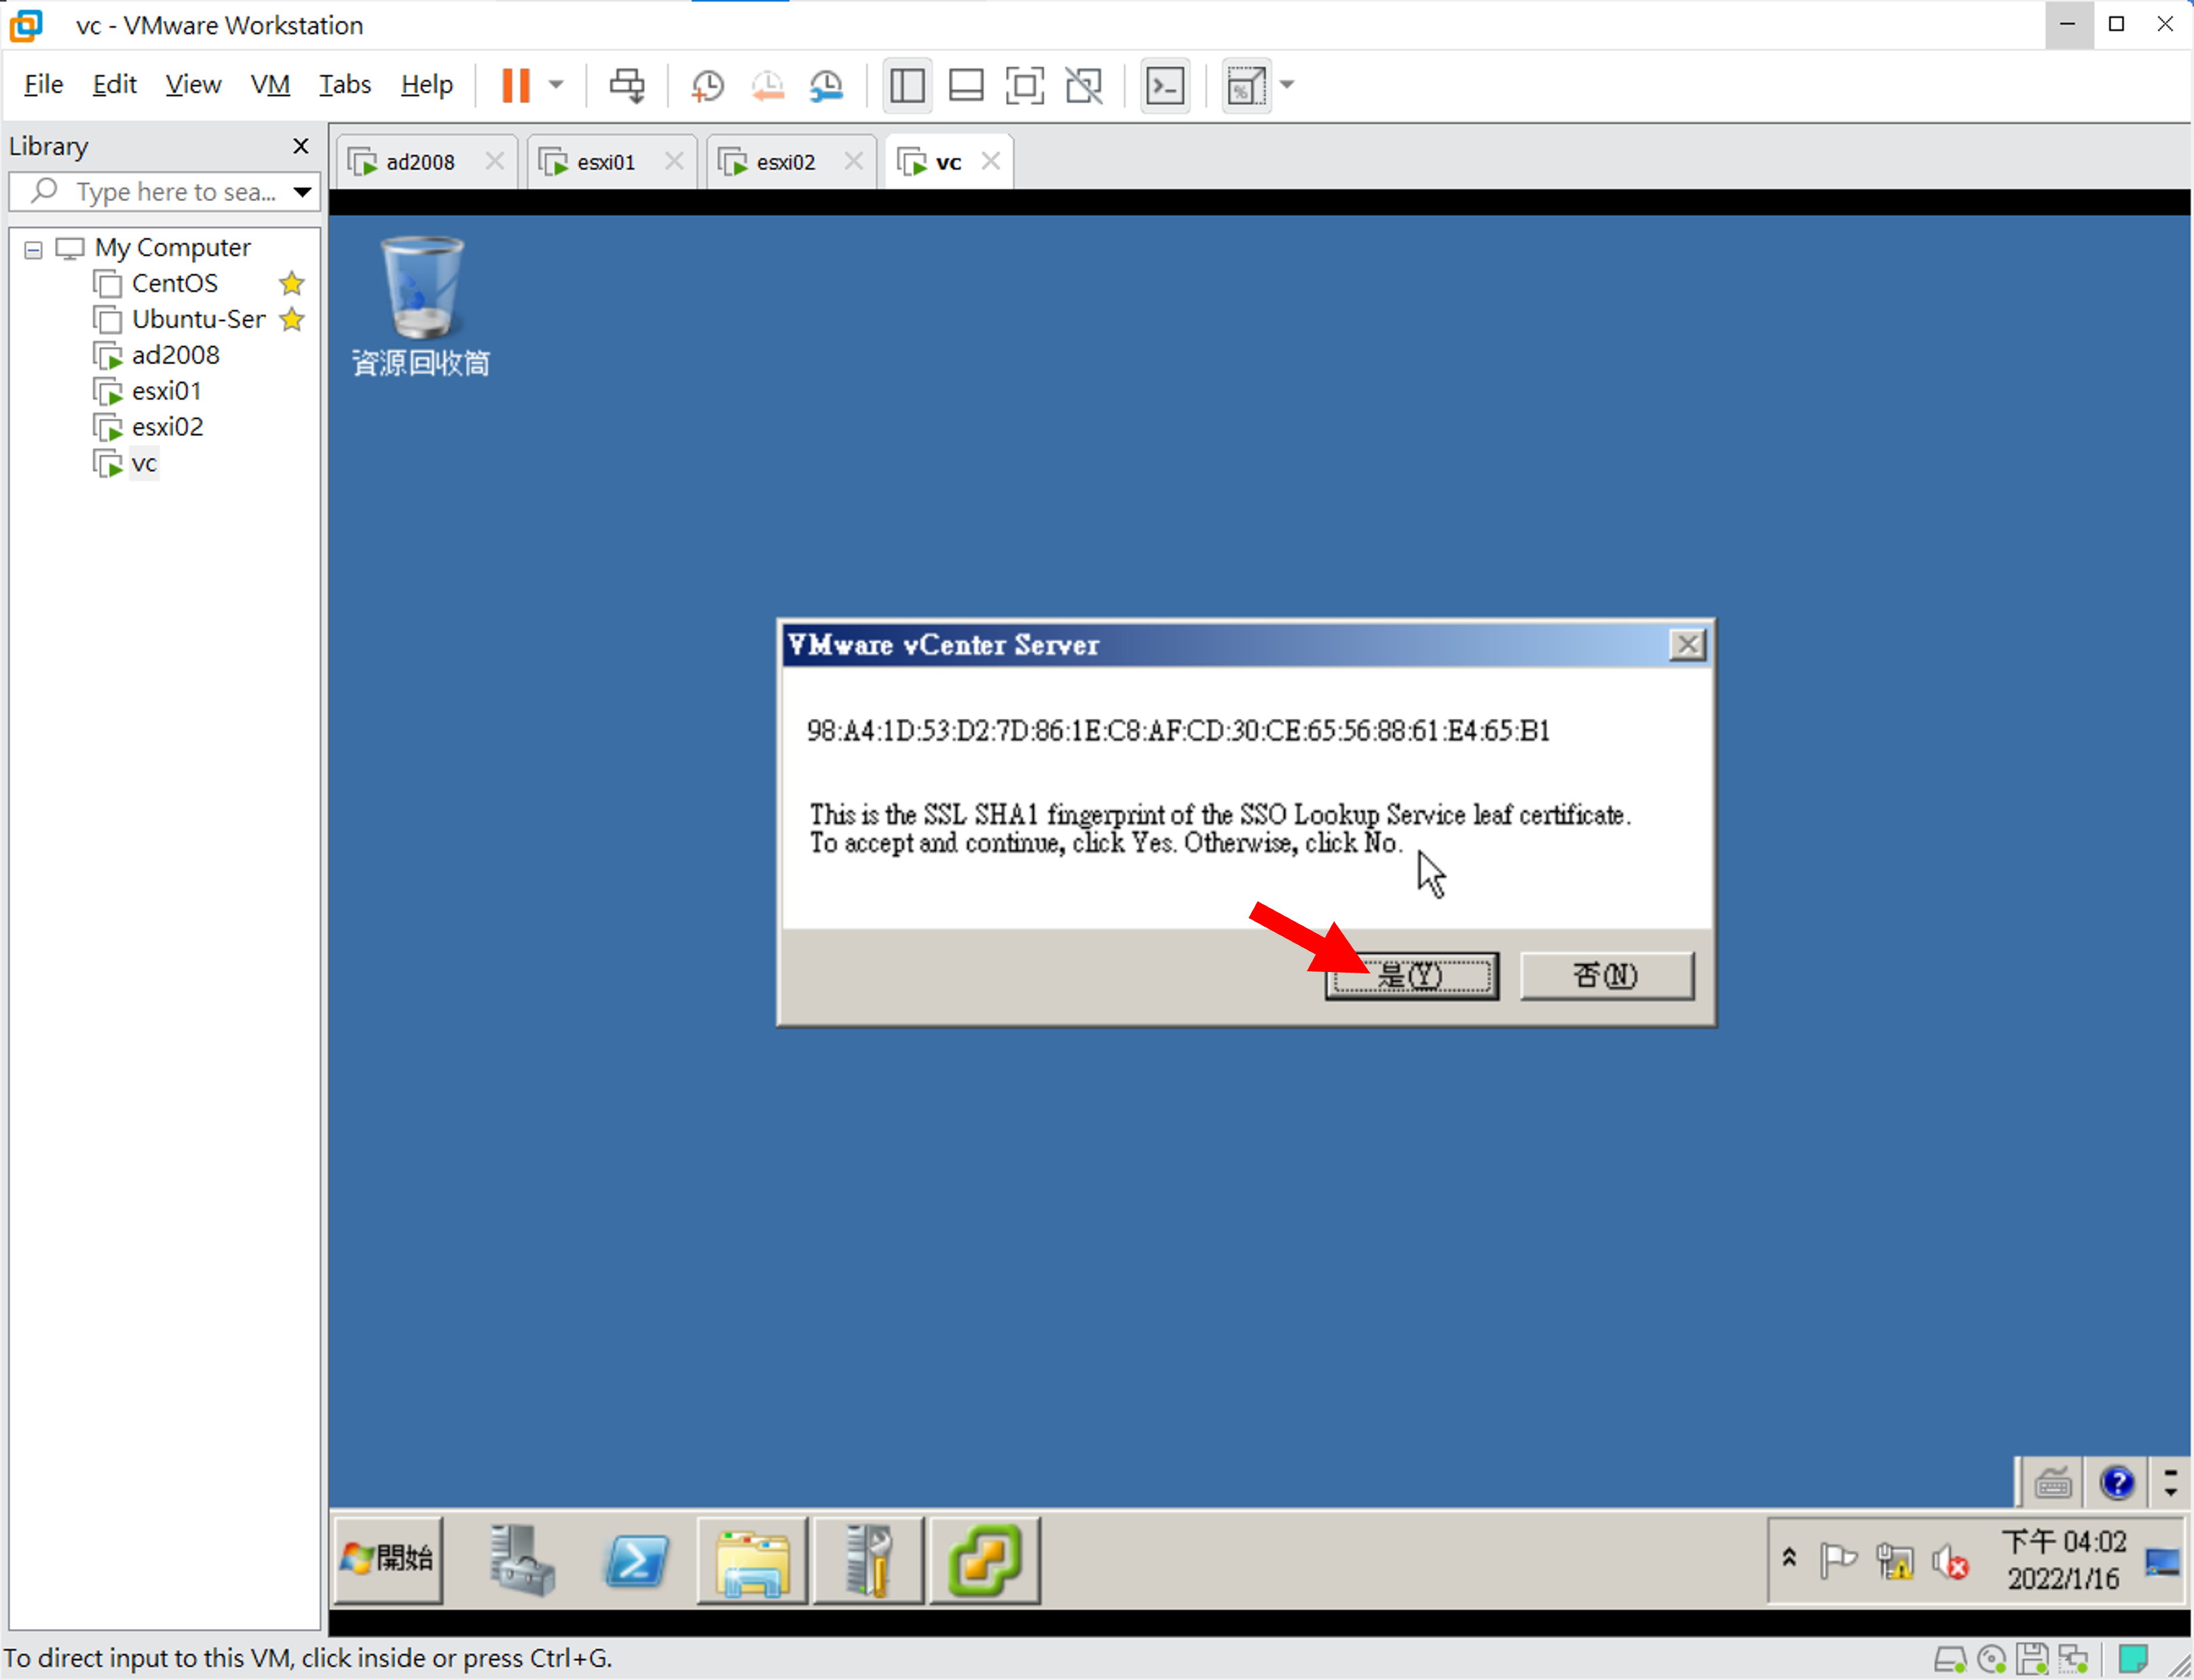 vc - VMware Workstation
File Edit View VM Tabs Help
Library
Type here to sea...
ad2008
esxi01
esxi02
vc
My Computer
CentOS
Ubuntu-Ser
ad2008
esxi01
esxi02
vc
資源回收筒
VMware vCenter Server
98:A4:1D:53:D2:7D:86:1E:C8:AF:CD:30:CE:65:56:88:61:E4:65:B1
This is the SSL SHA1 fingerprint of the SSO Lookup Service leaf certificate.
To accept and continue, click Yes. Otherwise, click No.
是(Y)
否(N)
開始
下午 04:02
2022/1/16
To direct input to this VM, click inside or press Ctrl+G.